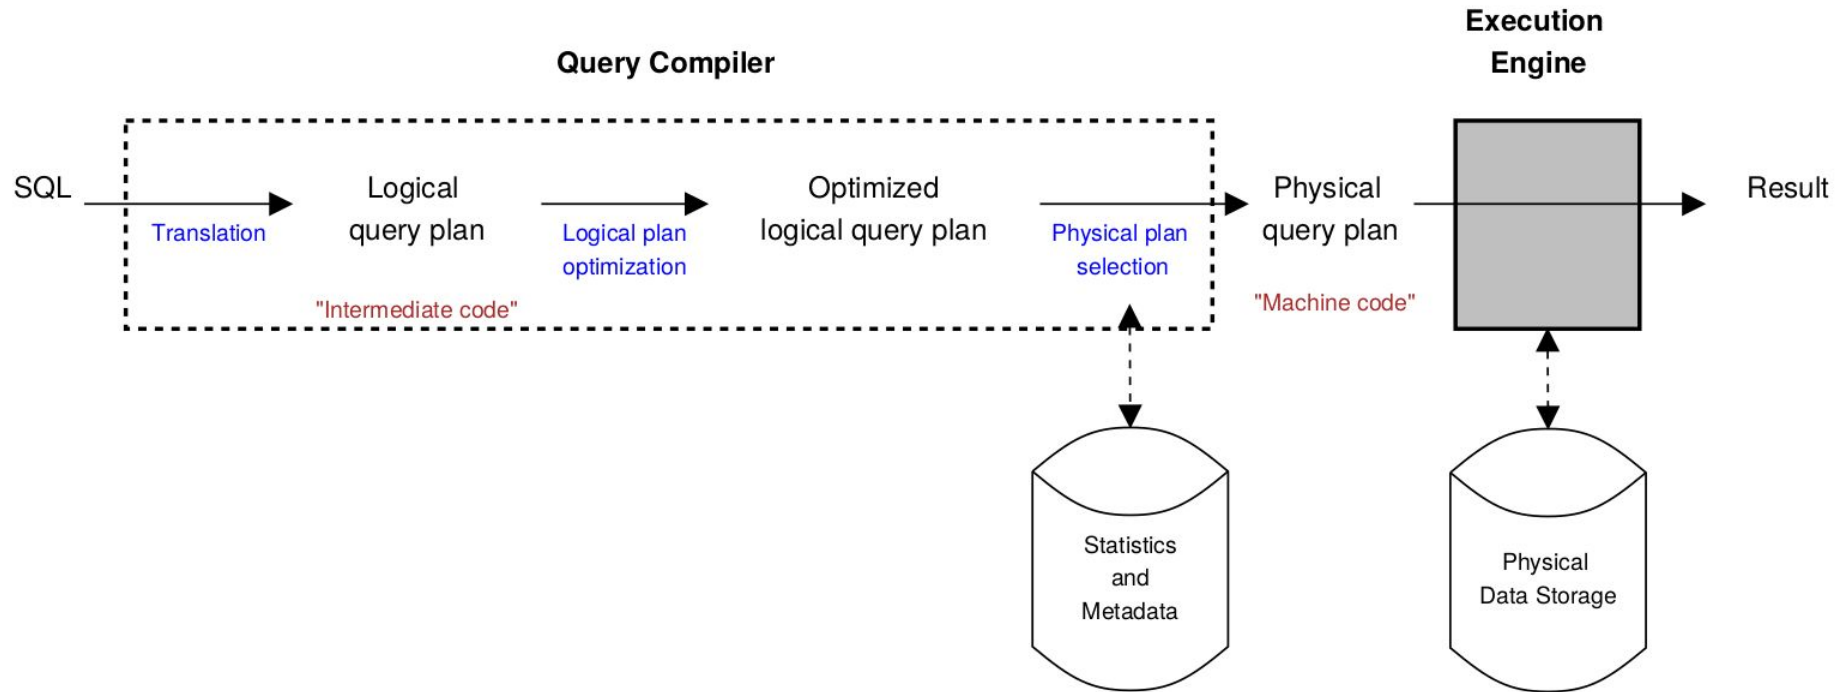 Query Compiler
Execution
Engine
SQL
Translation
Logical
query plan
"Intermediate code"
Logical plan
optimization
Optimized
logical query plan
Physical plan
selection
Physical
query plan
"Machine code"
Result
Statistics
and
Metadata
Physical
Data Storage